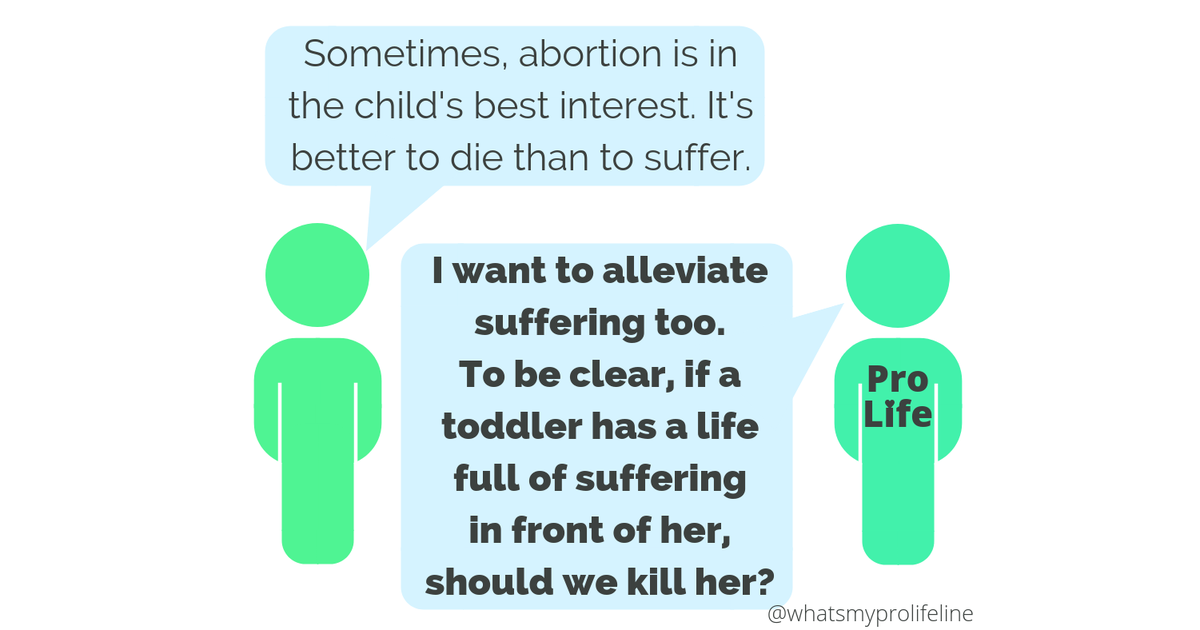 Sometimes, abortion is in
the child's best interest. It's
better to die than to suffer.
I want to alleviate
suffering too.
To be clear, if a
toddler has a life
full of suffering
in front of her,
should we kill her?
Pro
Life
@whatsmyprolifeline